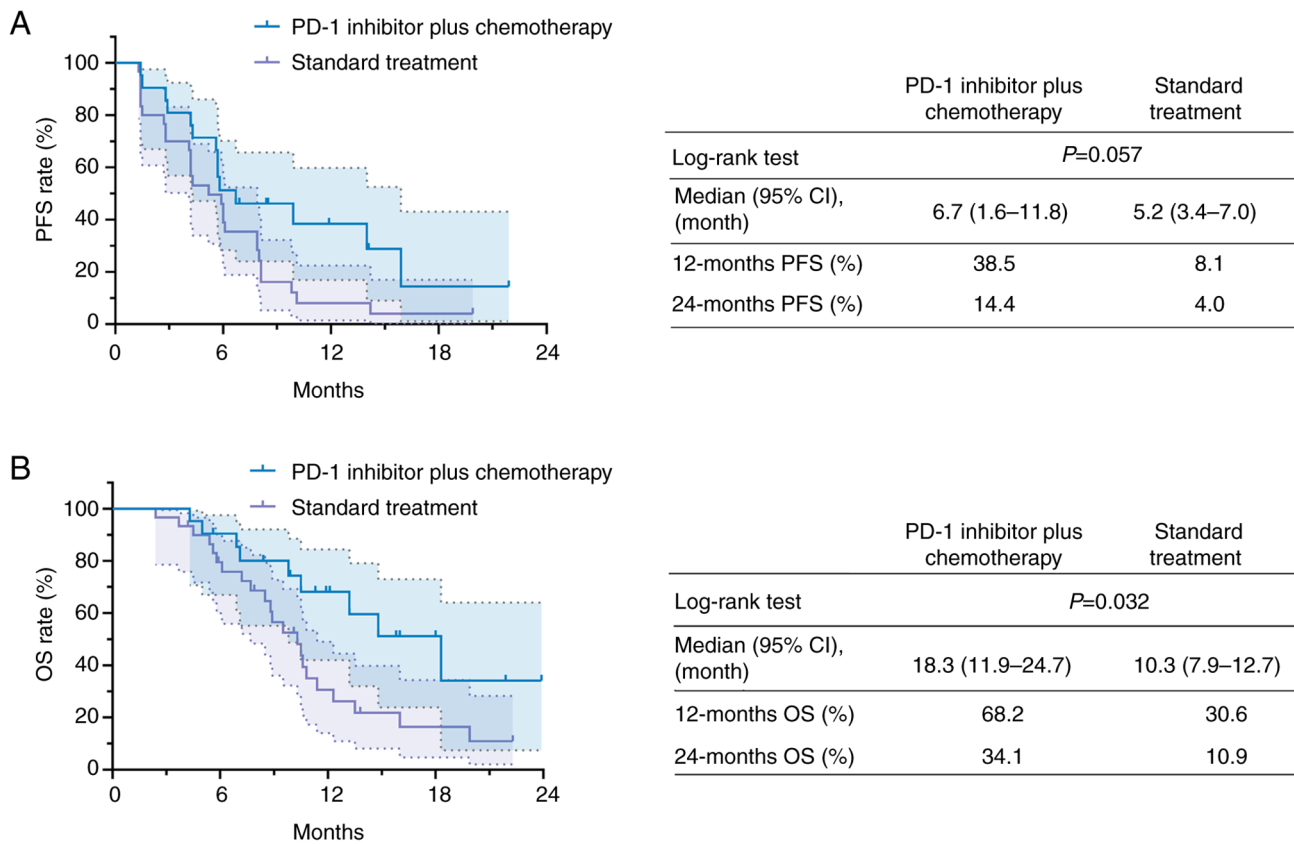 A
PD-1 inhibitor plus chemotherapy
Standard treatment
PFS rate (%)
100
80
60
40
20
0
0 6 12 18 24
Months
PD-1 inhibitor plus chemotherapy Standard treatment
Log-rank test P=0.057
Median (95% CI), (month) 6.7 (1.6–11.8) 5.2 (3.4–7.0)
12-months PFS (%) 38.5 8.1
24-months PFS (%) 14.4 4.0
B
PD-1 inhibitor plus chemotherapy
Standard treatment
OS rate (%)
100
80
60
40
20
0
0 6 12 18 24
Months
PD-1 inhibitor plus chemotherapy Standard treatment
Log-rank test P=0.032
Median (95% CI), (month) 18.3 (11.9–24.7) 10.3 (7.9–12.7)
12-months OS (%) 68.2 30.6
24-months OS (%) 34.1 10.9